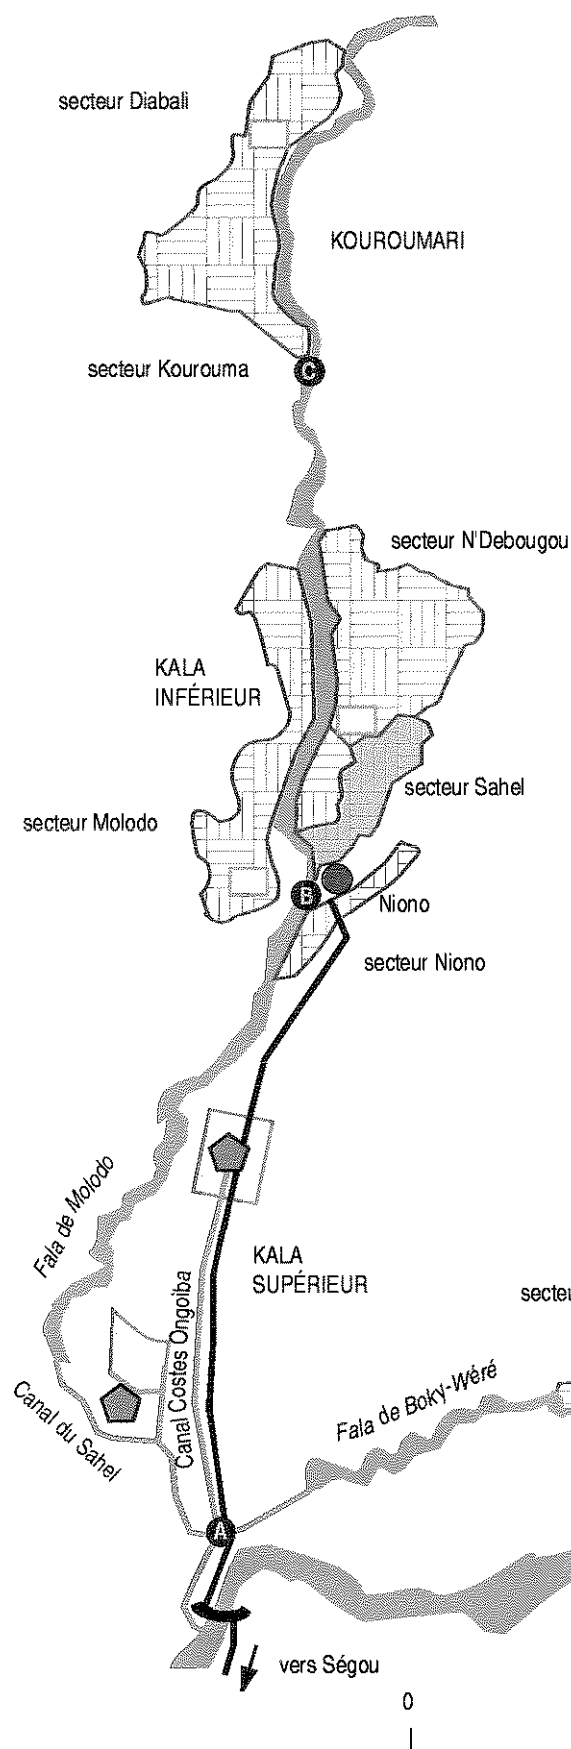 secteur Diabali
KOUROUMARI
secteur Kourouma
C
secteur N'Debougou
KALA
INFÉRIEUR
secteur Sahel
secteur Molodo
B
Niono
secteur Niono
Fala de Molodo
KALA
SUPÉRIEUR
secteu
Canal Costes Ongoiba
Fala de Boky-Wéré
Canal du Sahel
A
vers Ségou
0